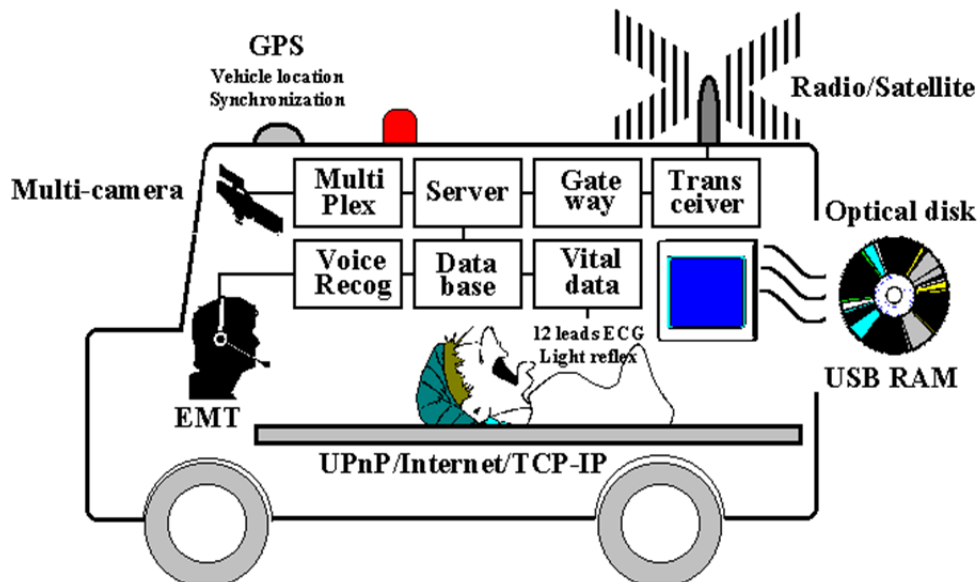 GPS
Vehicle location
Synchronization
Radio/Satellite
Multi-camera
Multi
Plex
Server
Gate
way
Trans
ceiver
Optical disk
Voice
Recog
Data
base
Vital
data
12 leads ECG
Light reflex
USB RAM
EMT
UPnP/Internet/TCP-IP